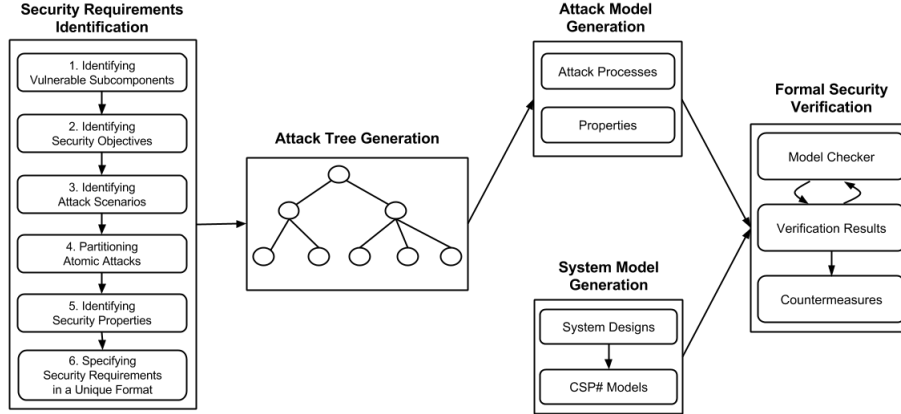 Security Requirements
Identification
1. Identifying
Vulnerable Subcomponents
2. Identifying
Security Objectives
3. Identifying
Attack Scenarios
4. Partitioning
Atomic Attacks
5. Identifying
Security Properties
6. Specifying
Security Requirements
in a Unique Format
Attack Tree Generation
Attack Model
Generation
Attack Processes
Properties
System Model
Generation
System Designs
CSP# Models
Formal Security
Verification
Model Checker
Verification Results
Countermeasures